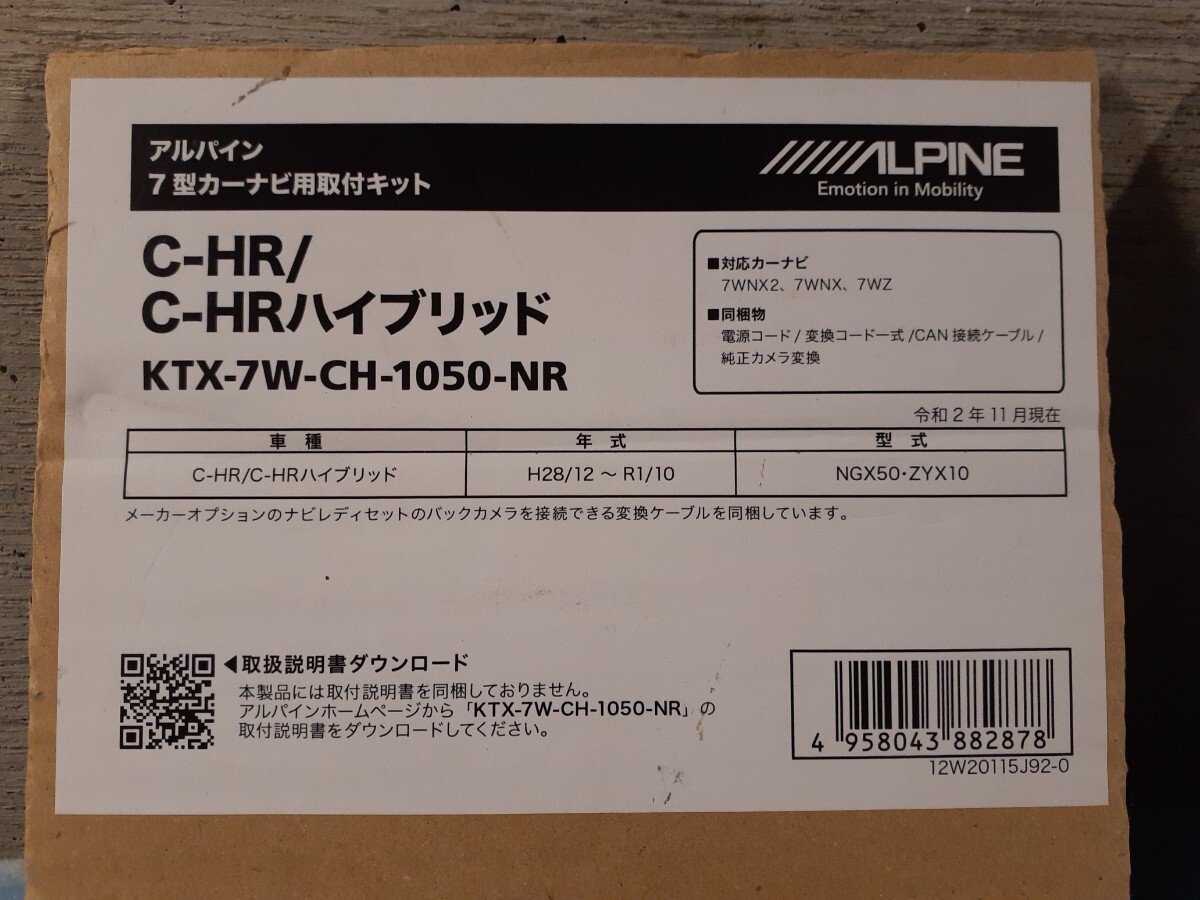 アルパイン
7型カーナビ用取付キット
ALPINE
Emotion in Mobility
C-HR/
C-HRハイブリッド
KTX-7W-CH-1050-NR
■対応カーナビ
7WNX2、7WNX、7WZ
■同梱物
電源コード/変換コード一式/CAN接続ケーブル/
純正カメラ変換
令和2年11月現在
車種 年式 型式
C-HR/C-HRハイブリッド H28/12 ～ R1/10 NGX50・ZYX10
メーカーオプションのナビレディセットのバックカメラを接続できる変換ケーブルを同梱しています。
◀取扱説明書ダウンロード
本製品には取付説明書を同梱しておりません。
アルパインホームページから「KTX-7W-CH-1050-NR」の
取付説明書をダウンロードしてください。
4 958043 882878
12W20115J92-0